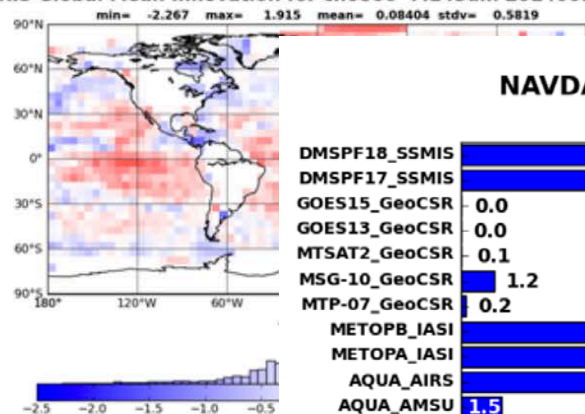 min= -2.267 max= 1.915 mean= 0.08404 stdv= 0.5819
90°N
60°N
30°N
0°
30°S
60°S
90°S
180° 120°W 60°W
-2.5 -2.0 -1.5 -1.0 -0.5
NAVDA
DMSPF18_SSMIS
DMSPF17_SSMIS
GOES15_GeoCSR 0.0
GOES13_GeoCSR 0.0
MTSAT2_GeoCSR 0.1
MSG-10_GeoCSR 1.2
MTP-07_GeoCSR 0.2
METOPB_IASI
METOPA_IASI
AQUA_AIRS
AQUA_AMSU 1.5